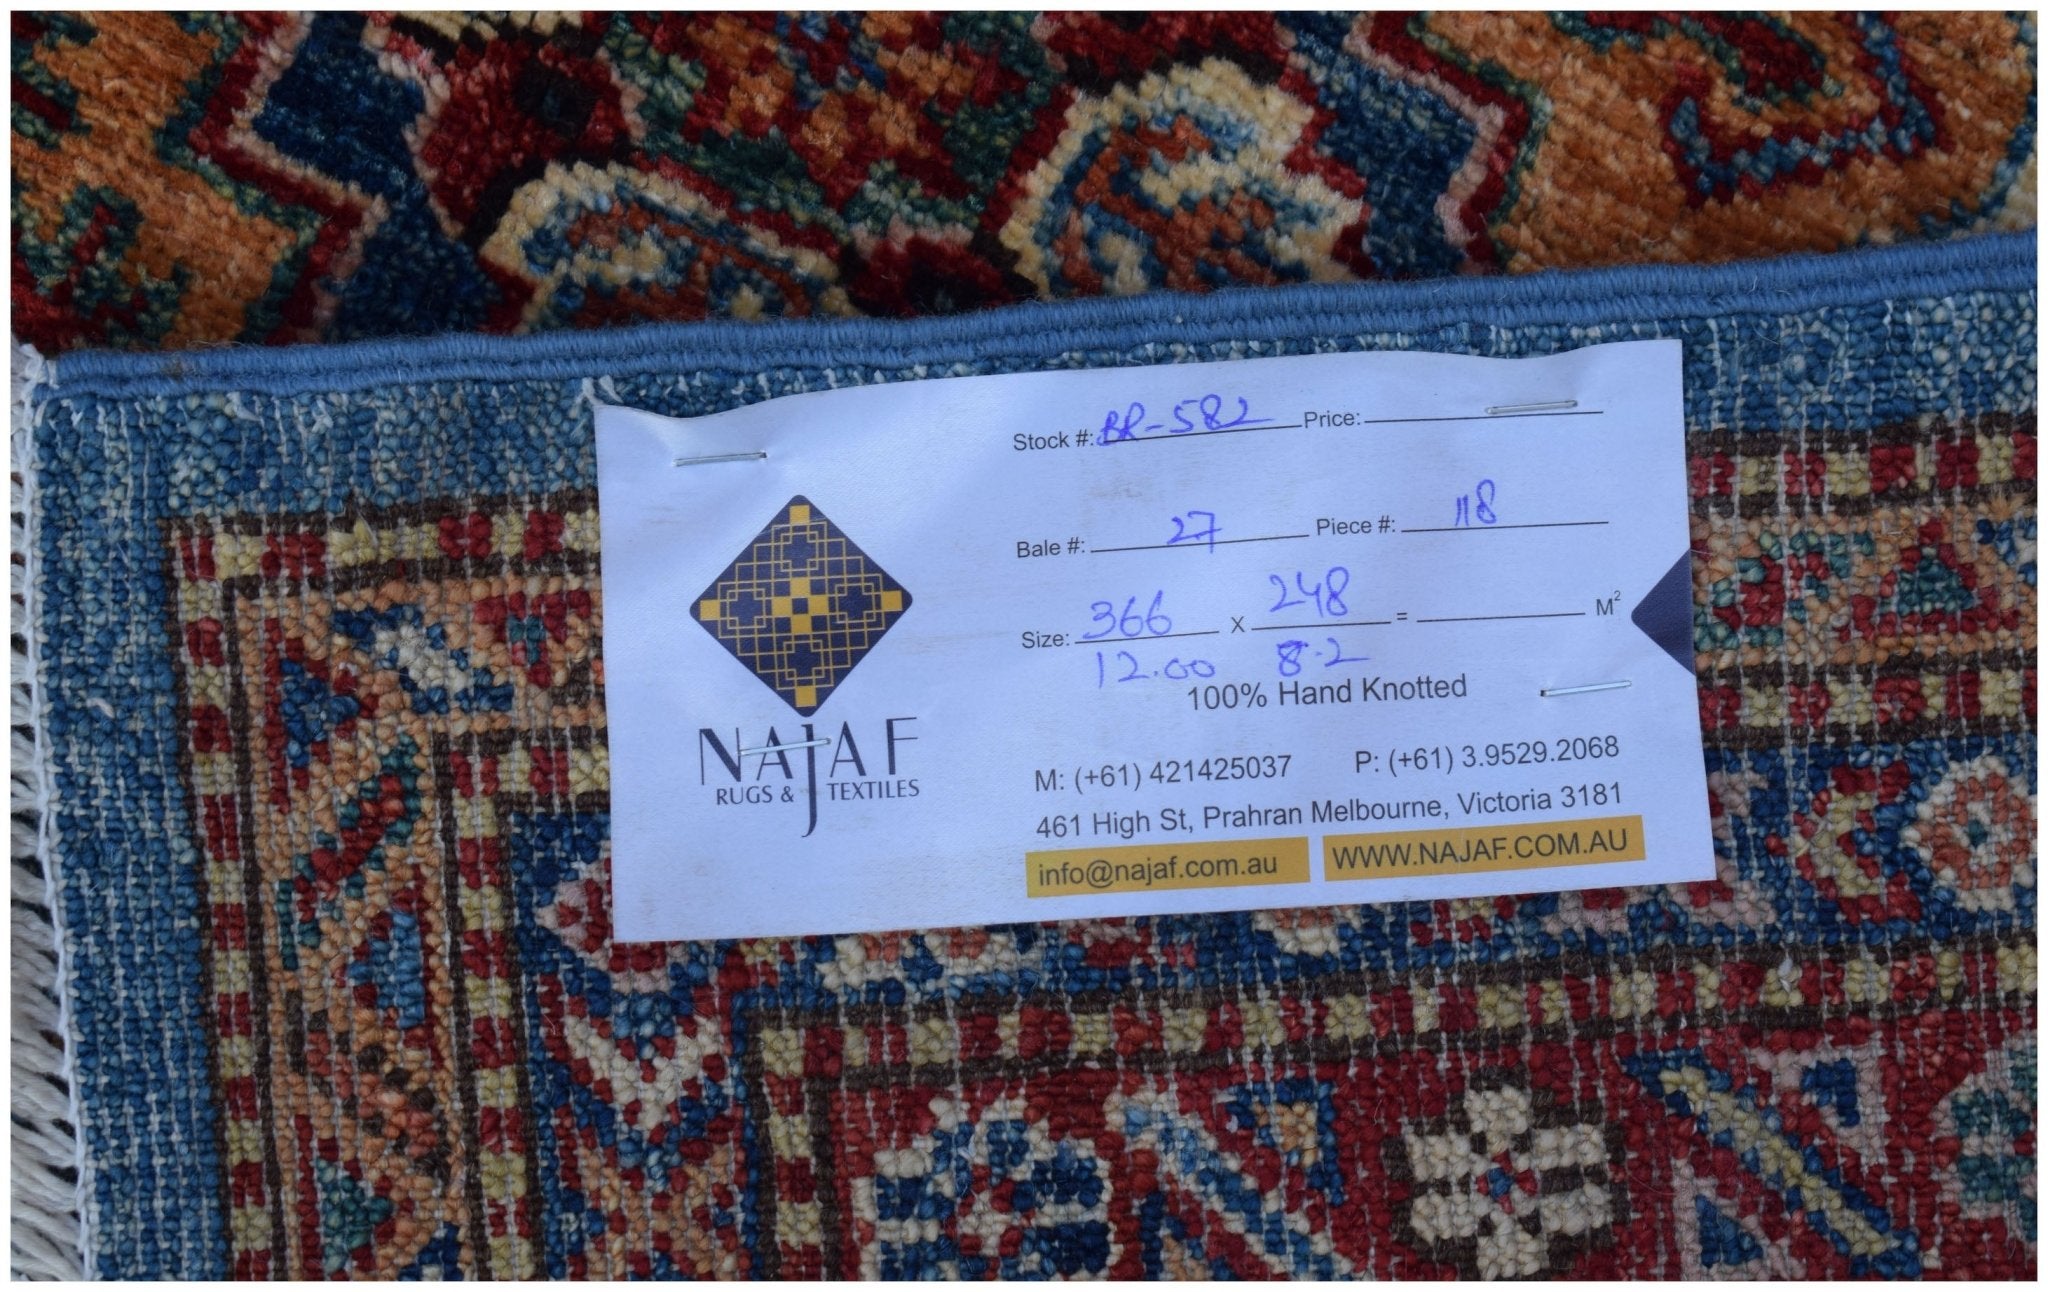 Stock #: BR-582 Price:
Bale #: 27 Piece #: 118
Size: 366 X 248 = M²
12.00 8.2
100% Hand Knotted
NAJAF
RUGS & TEXTILES
M: (+61) 421425037 P: (+61) 3.9529.2068
461 High St, Prahran Melbourne, Victoria 3181
info@najaf.com.au WWW.NAJAF.COM.AU